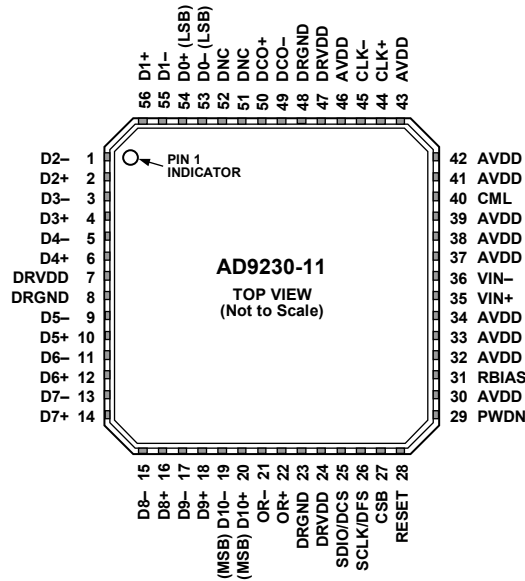 56 D1+
55 D1–
54 D0+ (LSB)
53 D0– (LSB)
52 DNC
51 DNC
50 DCO+
49 DCO–
48 DRGND
47 DRVDD
46 AVDD
45 CLK–
44 CLK+
43 AVDD
D2– 1
D2+ 2
D3– 3
D3+ 4
D4– 5
D4+ 6
DRVDD 7
DRGND 8
D5– 9
D5+ 10
D6– 11
D6+ 12
D7– 13
D7+ 14
PIN 1
INDICATOR
AD9230-11
TOP VIEW
(Not to Scale)
42 AVDD
41 AVDD
40 CML
39 AVDD
38 AVDD
37 AVDD
36 VIN–
35 VIN+
34 AVDD
33 AVDD
32 AVDD
31 RBIAS
30 AVDD
29 PWDN
D8– 15
D8+ 16
D9– 17
D9+ 18
(MSB) D10– 19
(MSB) D10+ 20
OR– 21
OR+ 22
DRGND 23
DRVDD 24
SDIO/DCS 25
SCLK/DFS 26
CSB 27
RESET 28